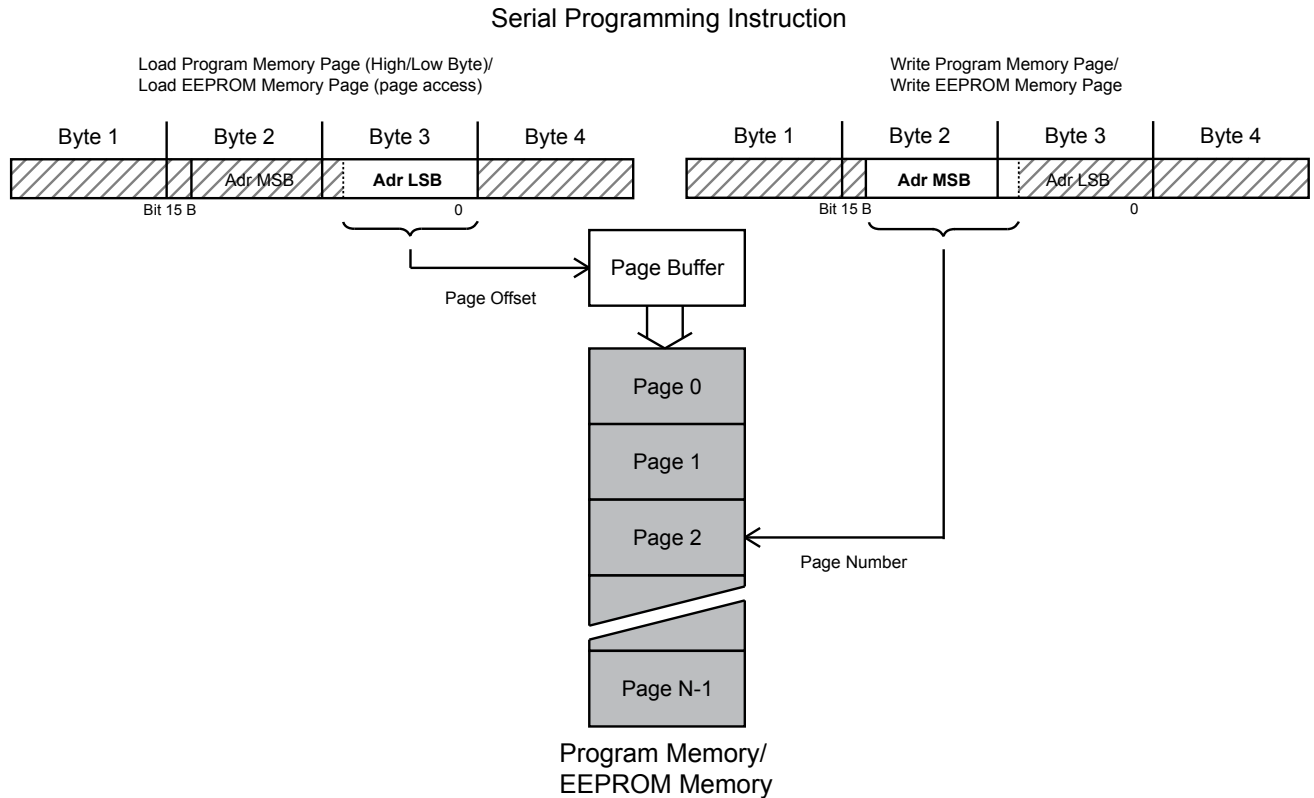 Serial Programming Instruction
Load Program Memory Page (High/Low Byte)/
Load EEPROM Memory Page (page access)
Write Program Memory Page/
Write EEPROM Memory Page
Byte 1 Byte 2 Byte 3 Byte 4
Byte 1 Byte 2 Byte 3 Byte 4
Adr MSB Adr LSB
Adr MSB Adr LSB
Bit 15 B 0
Bit 15 B 0
Page Buffer
Page Offset
Page 0
Page 1
Page 2
Page Number
Page N-1
Program Memory/
EEPROM Memory